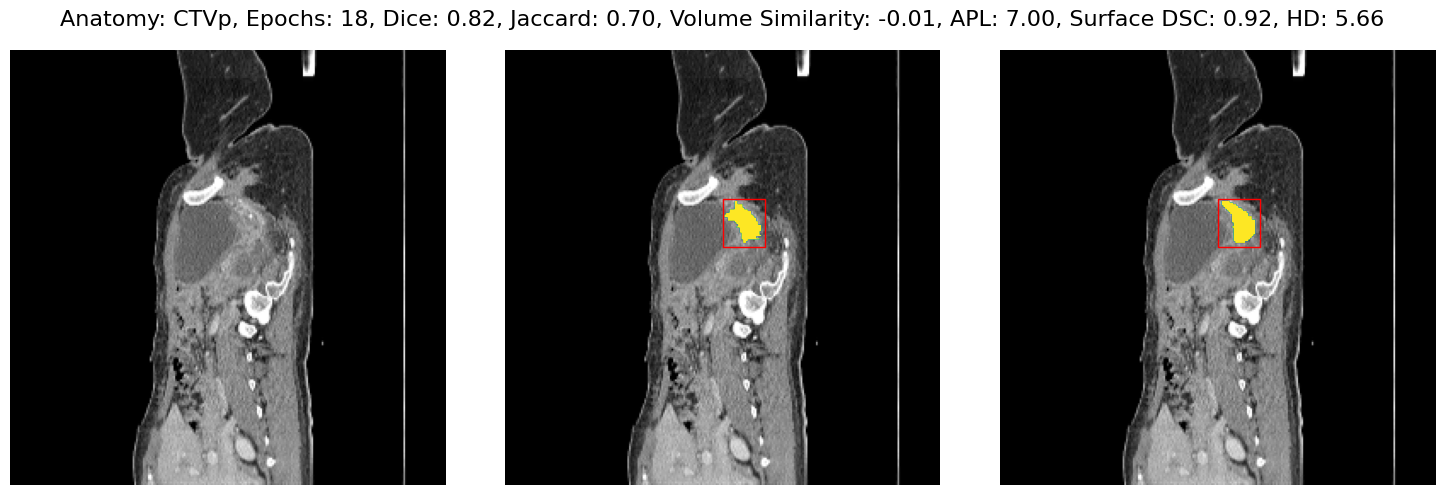 Anatomy: CTVp, Epochs: 18, Dice: 0.82, Jaccard: 0.70, Volume Similarity: -0.01, APL: 7.00, Surface DSC: 0.92, HD: 5.66